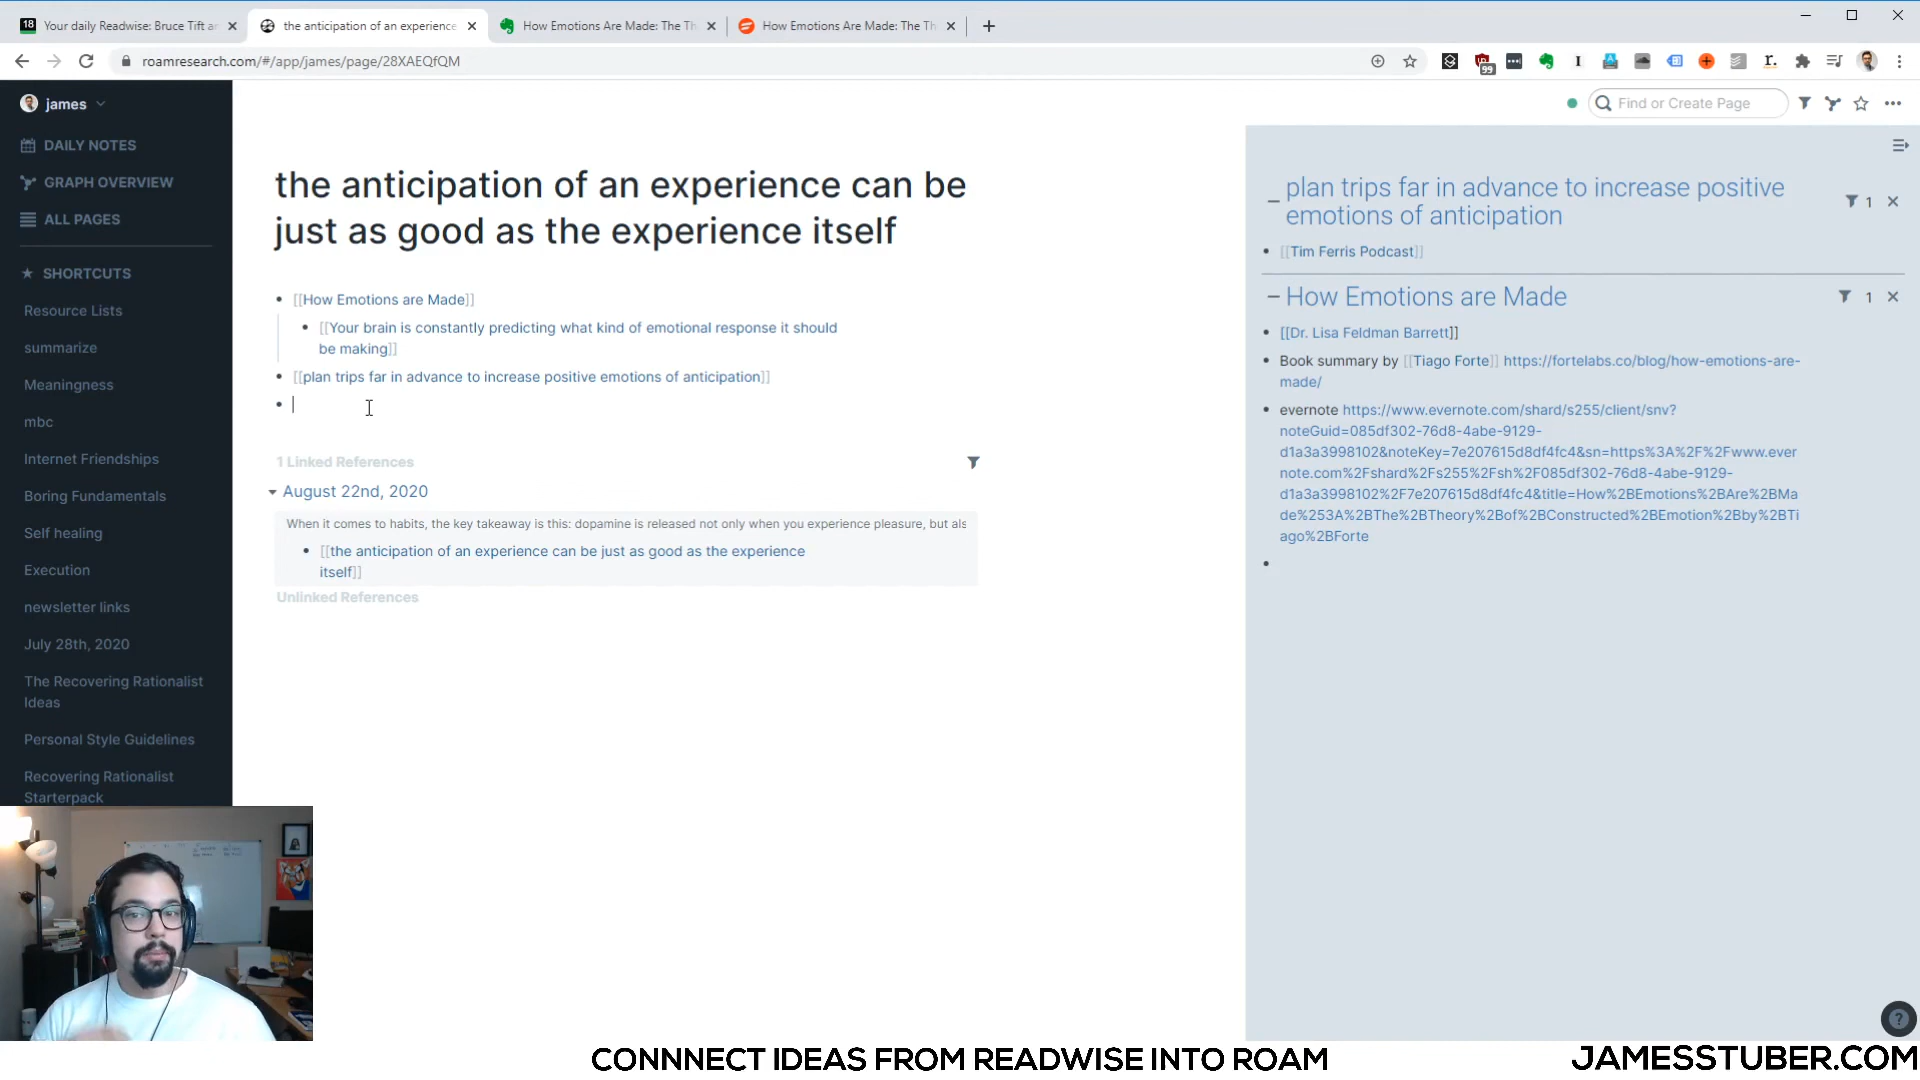 18 Your daily Readwise: Bruce Tift ar
the anticipation of an experience
How Emotions Are Made: The Th
How Emotions Are Made: The Th
roamresearch.com/#/app/james/page/28XAEQfQM
99
r.
james
DAILY NOTES
GRAPH OVERVIEW
ALL PAGES
SHORTCUTS
Resource Lists
summarize
Meaningness
mbc
Internet Friendships
Boring Fundamentals
Self healing
Execution
newsletter links
July 28th, 2020
The Recovering Rationalist
Ideas
Personal Style Guidelines
Recovering Rationalist
Starterpack
Find or Create Page
the anticipation of an experience can be
just as good as the experience itself
[[How Emotions are Made]]
[[Your brain is constantly predicting what kind of emotional response it should
be making]]
[[plan trips far in advance to increase positive emotions of anticipation]]
1 Linked References
August 22nd, 2020
When it comes to habits, the key takeaway is this: dopamine is released not only when you experience pleasure, but als
[[the anticipation of an experience can be just as good as the experience
itself]]
Unlinked References
plan trips far in advance to increase positive
emotions of anticipation
1
[[Tim Ferris Podcast]]
How Emotions are Made
1
[[Dr. Lisa Feldman Barrett]]
Book summary by [[Tiago Forte]] https://fortelabs.co/blog/how-emotions-are-
made/
evernote https://www.evernote.com/shard/s255/client/snv?
noteGuid=085df302-76d8-4abe-9129-
d1a3a3998102&noteKey=7e207615d8df4fc4&sn=https%3A%2F%2Fwww.ever
note.com%2Fshard%2Fs255%2Fsh%2F085df302-76d8-4abe-9129-
d1a3a3998102%2F7e207615d8df4fc4&title=How%2BEmotions%2BAre%2BMa
de%253A%2BThe%2BTheory%2Bof%2BConstructed%2BEmotion%2Bby%2BTi
ago%2BForte
?
CONNNECT IDEAS FROM READWISE INTO ROAM
JAMESSTUBER.COM